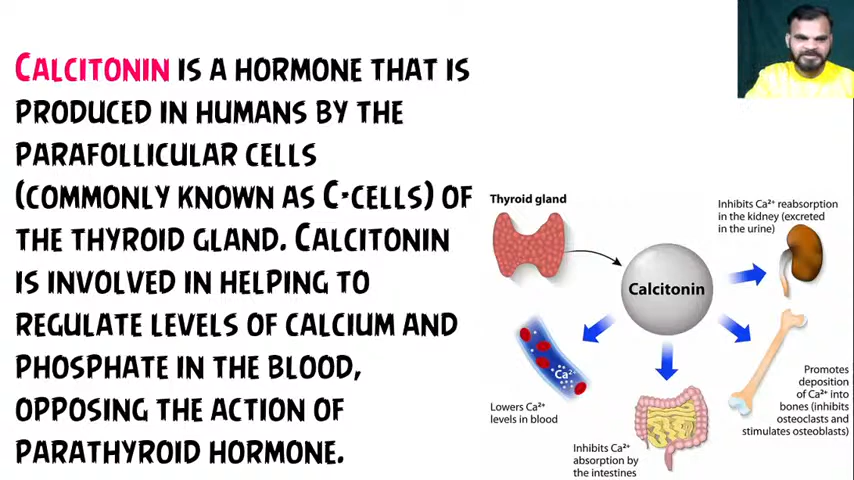 Calcitonin is a hormone that is
produced in humans by the
parafollicular cells
(commonly known as C-cells) of
the thyroid gland. Calcitonin
is involved in helping to
regulate levels of calcium and
phosphate in the blood,
opposing the action of
parathyroid hormone.
Thyroid gland
Calcitonin
Inhibits Ca²⁺ reabsorption
in the kidney (excreted
in the urine)
Ca²⁺
Lowers Ca²⁺
levels in blood
Inhibits Ca²⁺
absorption by
the intestines
Promotes
deposition
of Ca²⁺ into
bones (inhibits
osteoclasts and
stimulates osteoblasts)